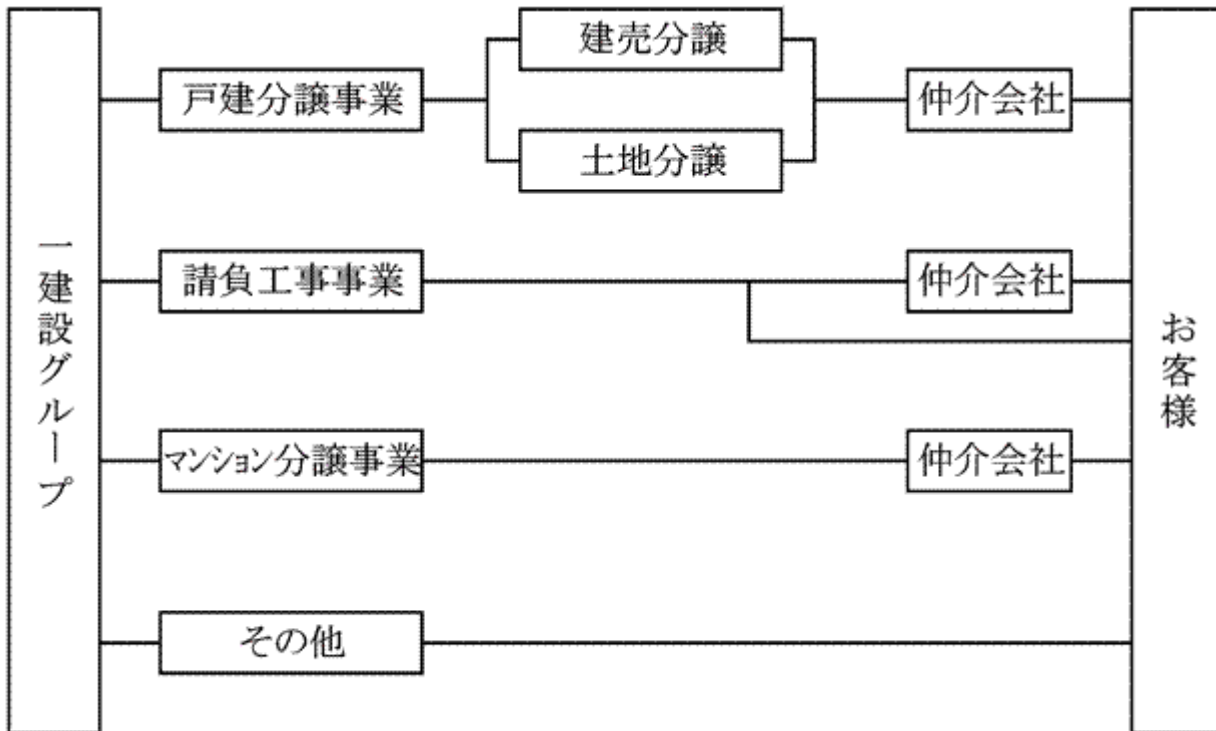 一建設グループ
戸建分譲事業
建売分譲
土地分譲
仲介会社
請負工事事業
仲介会社
マンション分譲事業
仲介会社
その他
お客様